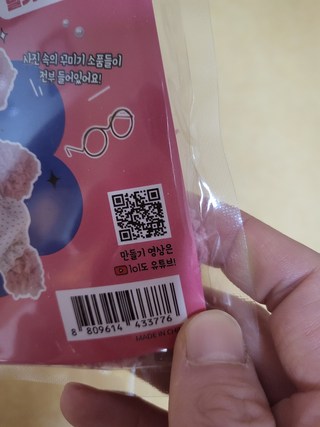 사진 속의 꾸미기 소품들이
전부 들어있어요!
만들기 영상은
이도 유튜브!
8 809614 433776